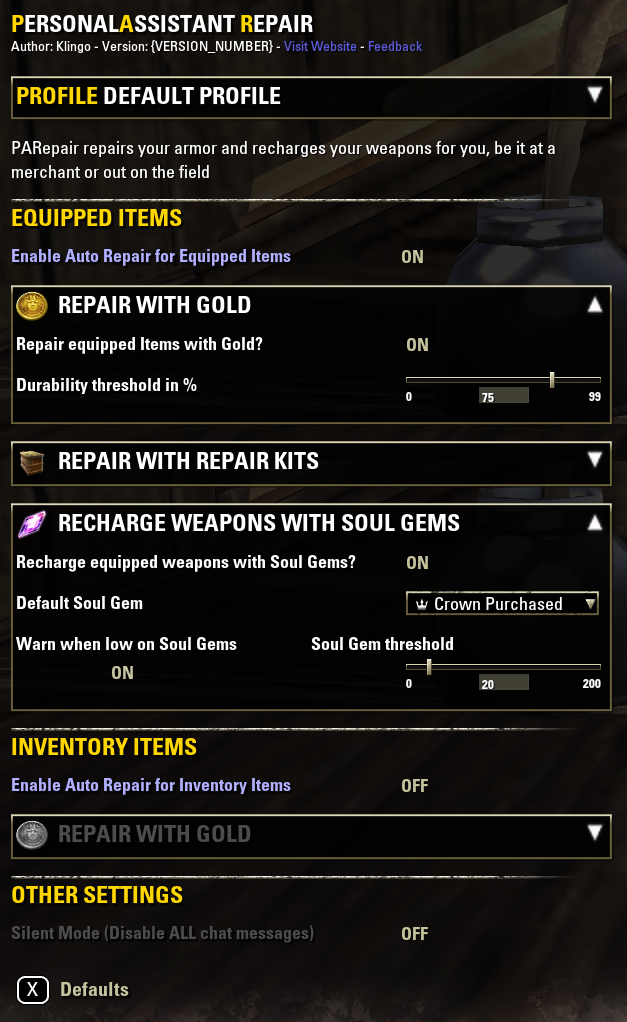 PERSONALASSISTANT REPAIR
Author: Klingo - Version: {VERSION_NUMBER} - Visit Website - Feedback
PROFILE DEFAULT PROFILE
PARepair repairs your armor and recharges your weapons for you, be it at a
merchant or out on the field
EQUIPPED ITEMS
Enable Auto Repair for Equipped Items ON
REPAIR WITH GOLD
Repair equipped Items with Gold? ON
Durability threshold in %
0 75 99
REPAIR WITH REPAIR KITS
RECHARGE WEAPONS WITH SOUL GEMS
Recharge equipped weapons with Soul Gems? ON
Default Soul Gem Crown Purchased
Warn when low on Soul Gems Soul Gem threshold
ON
0 20 200
INVENTORY ITEMS
Enable Auto Repair for Inventory Items OFF
REPAIR WITH GOLD
OTHER SETTINGS
Silent Mode (Disable ALL chat messages) OFF
X Defaults